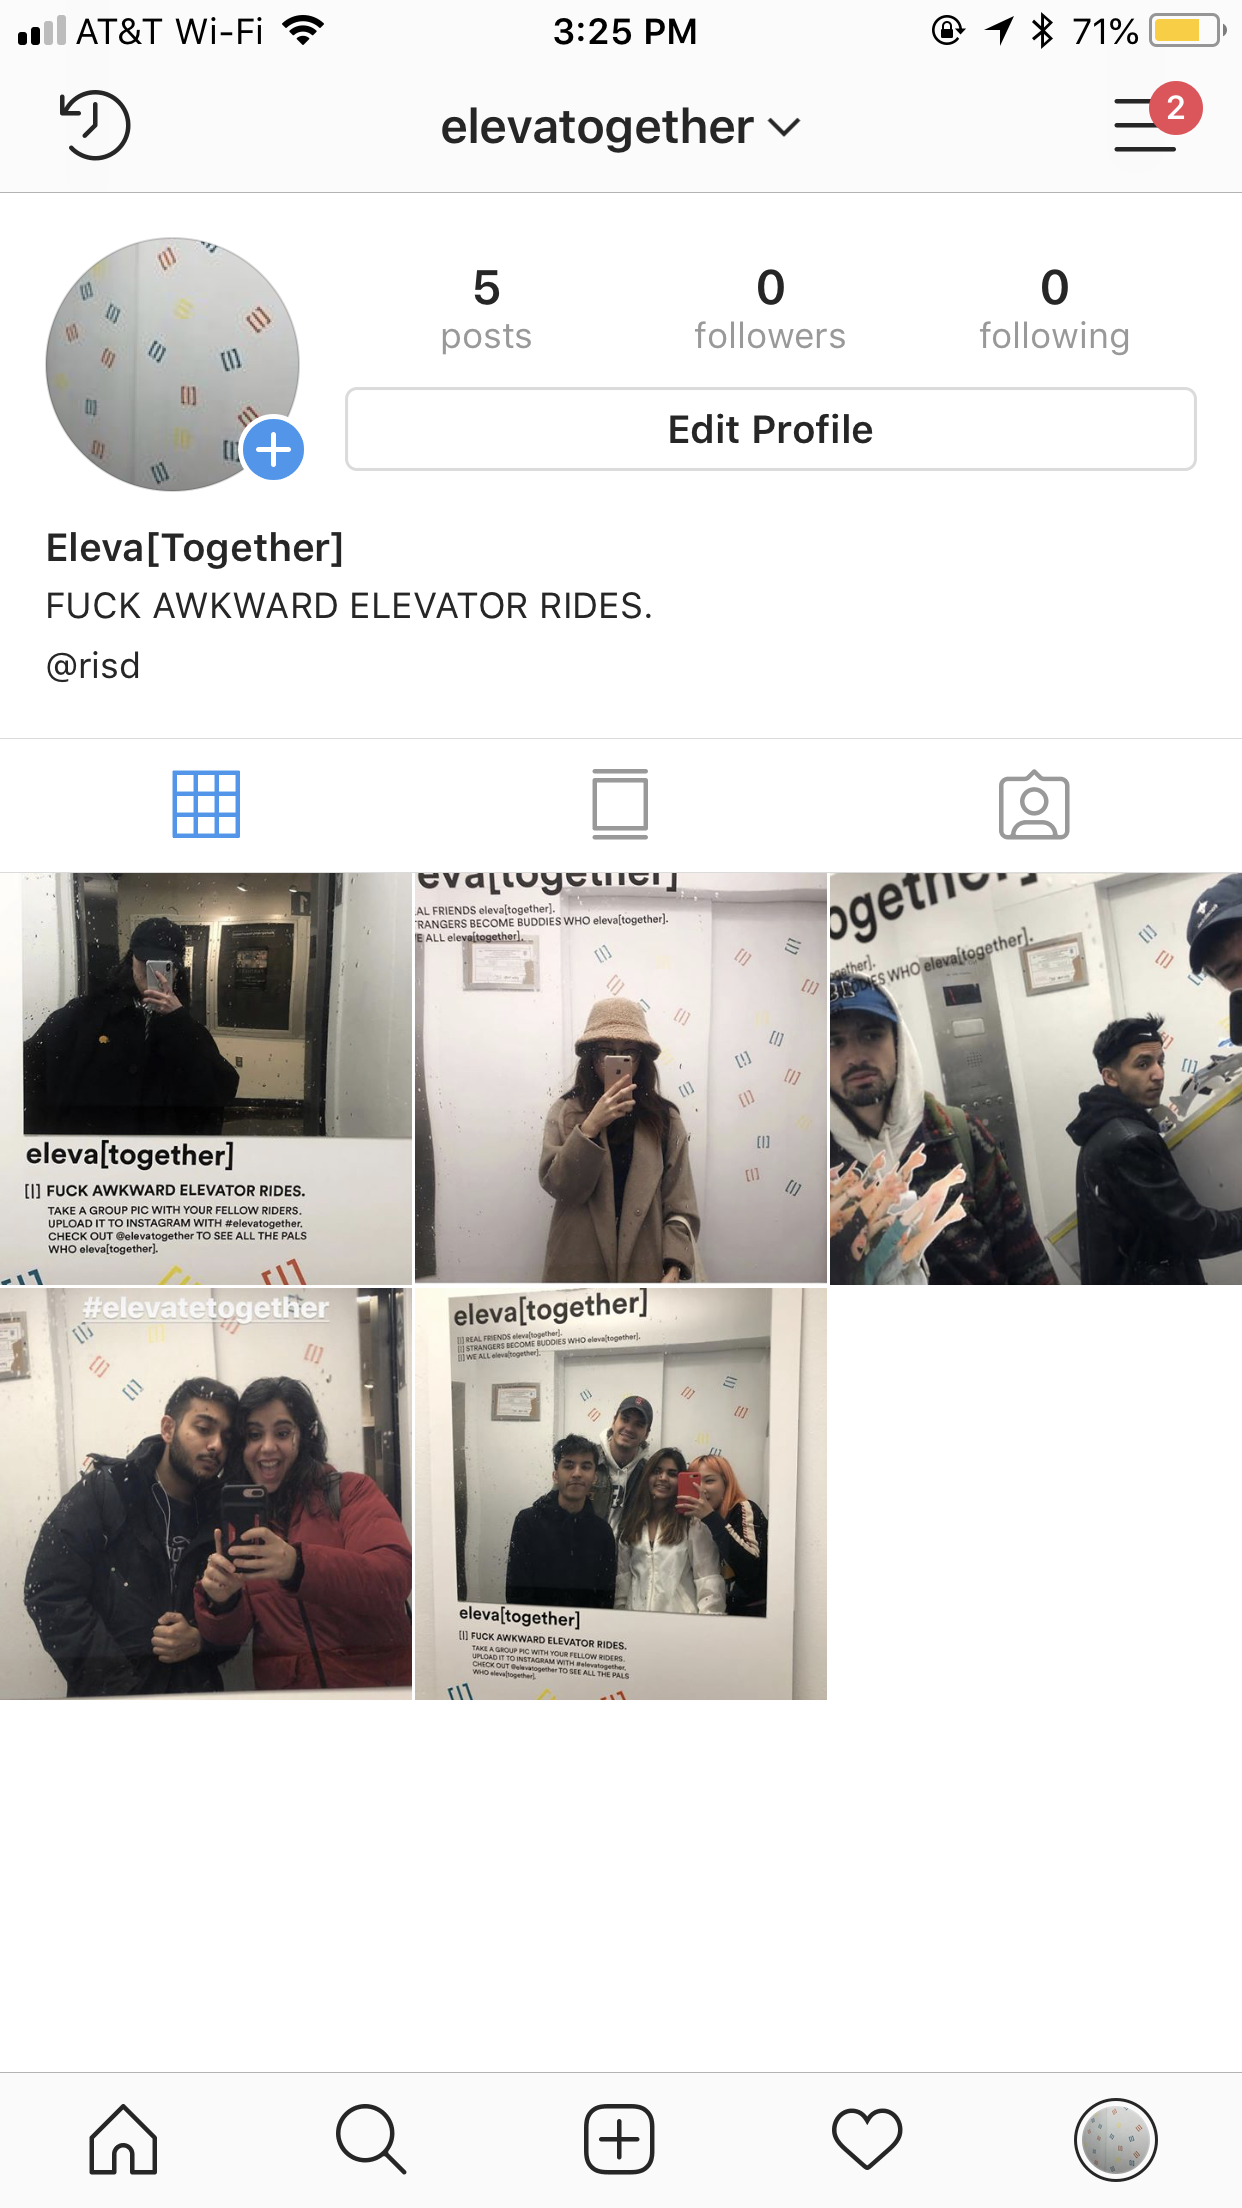 AT&T Wi-Fi 3:25 PM 71%
elevatogether 2
5 0 0
posts followers following
Edit Profile
Eleva[Together]
FUCK AWKWARD ELEVATOR RIDES.
@risd
eleva[together]
[|] FUCK AWKWARD ELEVATOR RIDES.
TAKE A GROUP PIC WITH YOUR FELLOW RIDERS.
UPLOAD IT TO INSTAGRAM WITH #elevatogether.
CHECK OUT @elevatogether TO SEE ALL THE PALS
WHO eleva[together].
eva[together]
AL FRIENDS eleva[together].
TRANGERS BECOME BUDDIES WHO eleva[together].
E ALL eleva[together].
ogether]
ogether].
DIES WHO eleva[together].
#elevatetogether
eleva[together]
[|] REAL FRIENDS eleva[together].
[|] STRANGERS BECOME BUDDIES WHO eleva[together].
[|] WE ALL eleva[together].
eleva[together]
[|] FUCK AWKWARD ELEVATOR RIDES.
TAKE A GROUP PIC WITH YOUR FELLOW RIDERS.
UPLOAD IT TO INSTAGRAM WITH #elevatogether.
CHECK OUT @elevatogether TO SEE ALL THE PALS
WHO eleva[together].